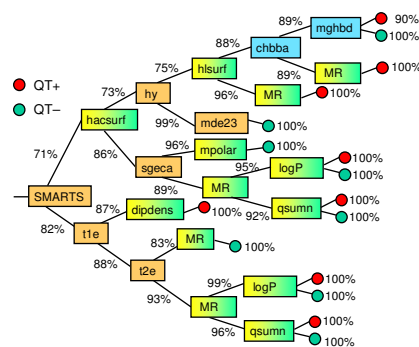 89%
mghbd
90%
100%
88%
chbba
75%
hlsurf
89%
MR
100%
QT+
73%
hy
96%
MR
100%
QT–
hacsurf
99%
mde23
100%
71%
86%
96%
mpolar
100%
sgeca
95%
logP
100%
100%
89%
MR
SMARTS
87%
dipdens
100%
92%
qsumn
100%
100%
82%
t1e
83%
MR
100%
88%
t2e
99%
logP
100%
100%
93%
MR
96%
qsumn
100%
100%